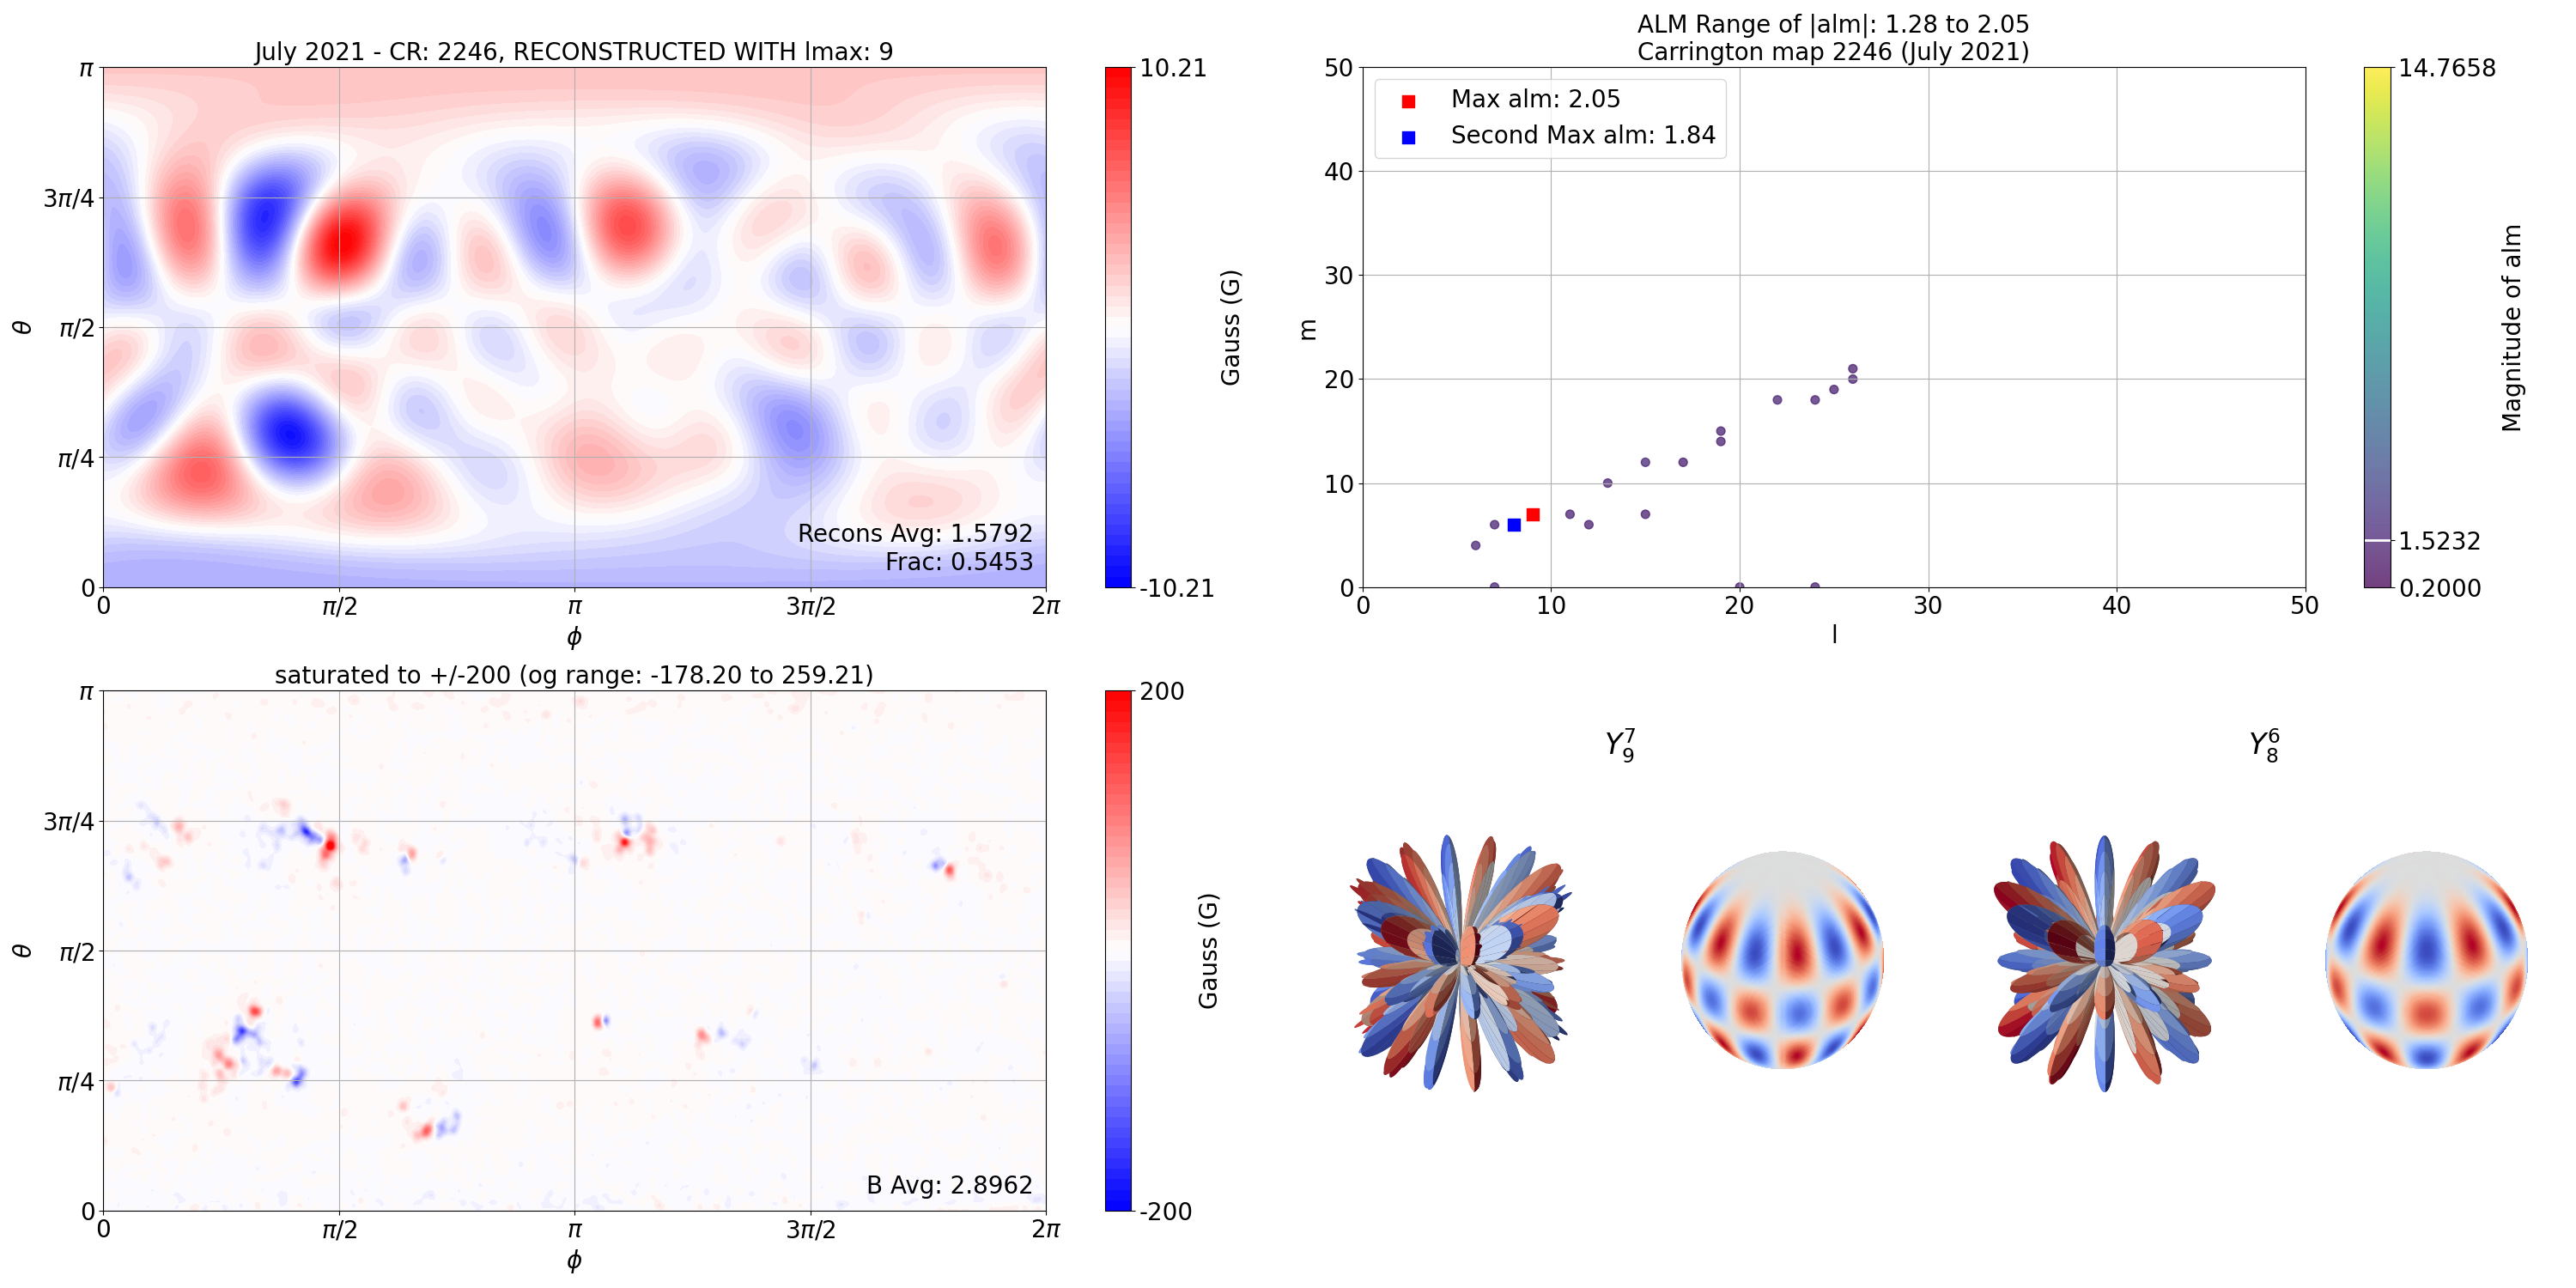 July 2021 - CR: 2246, RECONSTRUCTED WITH lmax: 9
π
3π/4
π/2
π/4
0
θ
0
π/2
π
3π/2
2π
ϕ
Recons Avg: 1.5792
Frac: 0.5453
10.21
-10.21
Gauss (G)
ALM Range of |alm|: 1.28 to 2.05
Carrington map 2246 (July 2021)
Max alm: 2.05
Second Max alm: 1.84
50
40
30
20
10
0
m
0
10
20
30
40
50
l
14.7658
1.5232
0.2000
Magnitude of alm
saturated to +/-200 (og range: -178.20 to 259.21)
π
3π/4
π/2
π/4
0
θ
0
π/2
π
3π/2
2π
ϕ
B Avg: 2.8962
200
-200
Gauss (G)
Y_9^7
Y_8^6